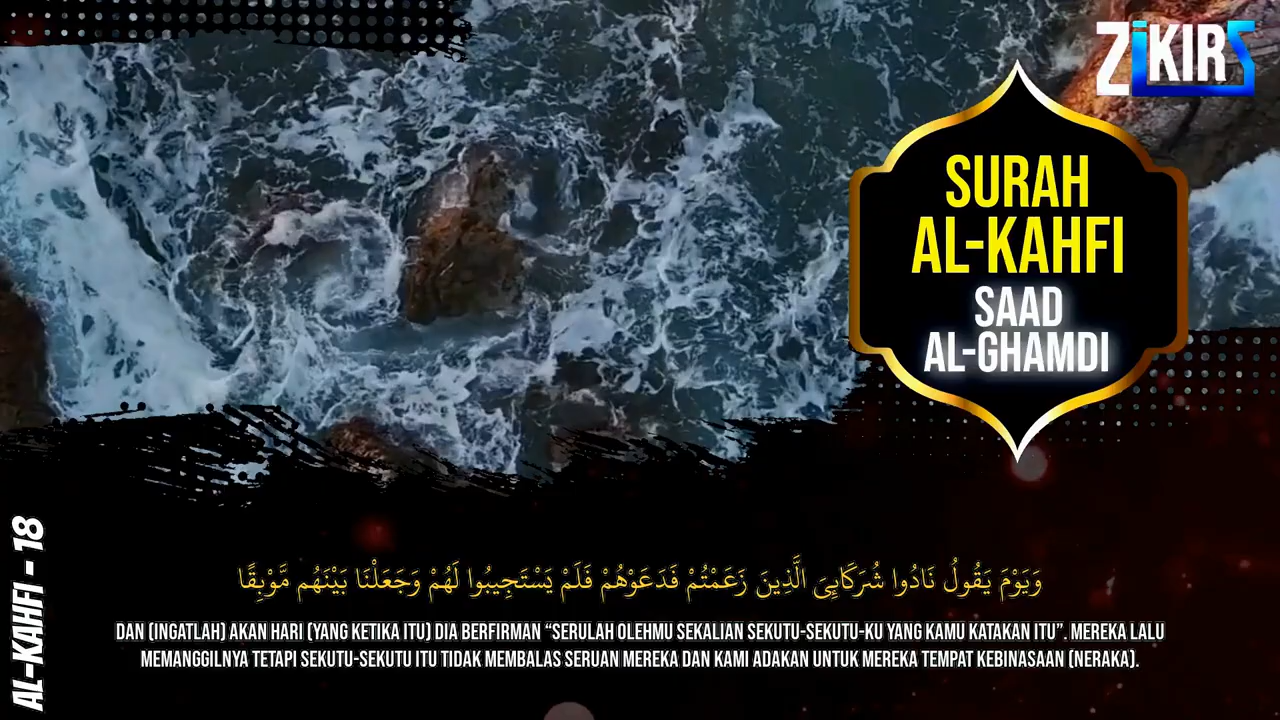 ZiKIRS
SURAH
AL-KAHFI
SAAD
AL-GHAMDI
AL-KAHFI - 18
وَيَوْمَ يَقُولُ نَادُوا شُرَكَائِيَ الَّذِينَ زَعَمْتُمْ فَدَعَوْهُمْ فَلَمْ يَسْتَجِيبُوا لَهُمْ وَجَعَلْنَا بَيْنَهُم مَّوْبِقًا
DAN (INGATLAH) AKAN HARI (YANG KETIKA ITU) DIA BERFIRMAN “SERULAH OLEHMU SEKALIAN SEKUTU-SEKUTU-KU YANG KAMU KATAKAN ITU”. MEREKA LALU
MEMANGGILNYA TETAPI SEKUTU-SEKUTU ITU TIDAK MEMBALAS SERUAN MEREKA DAN KAMI ADAKAN UNTUK MEREKA TEMPAT KEBINASAAN (NERAKA).